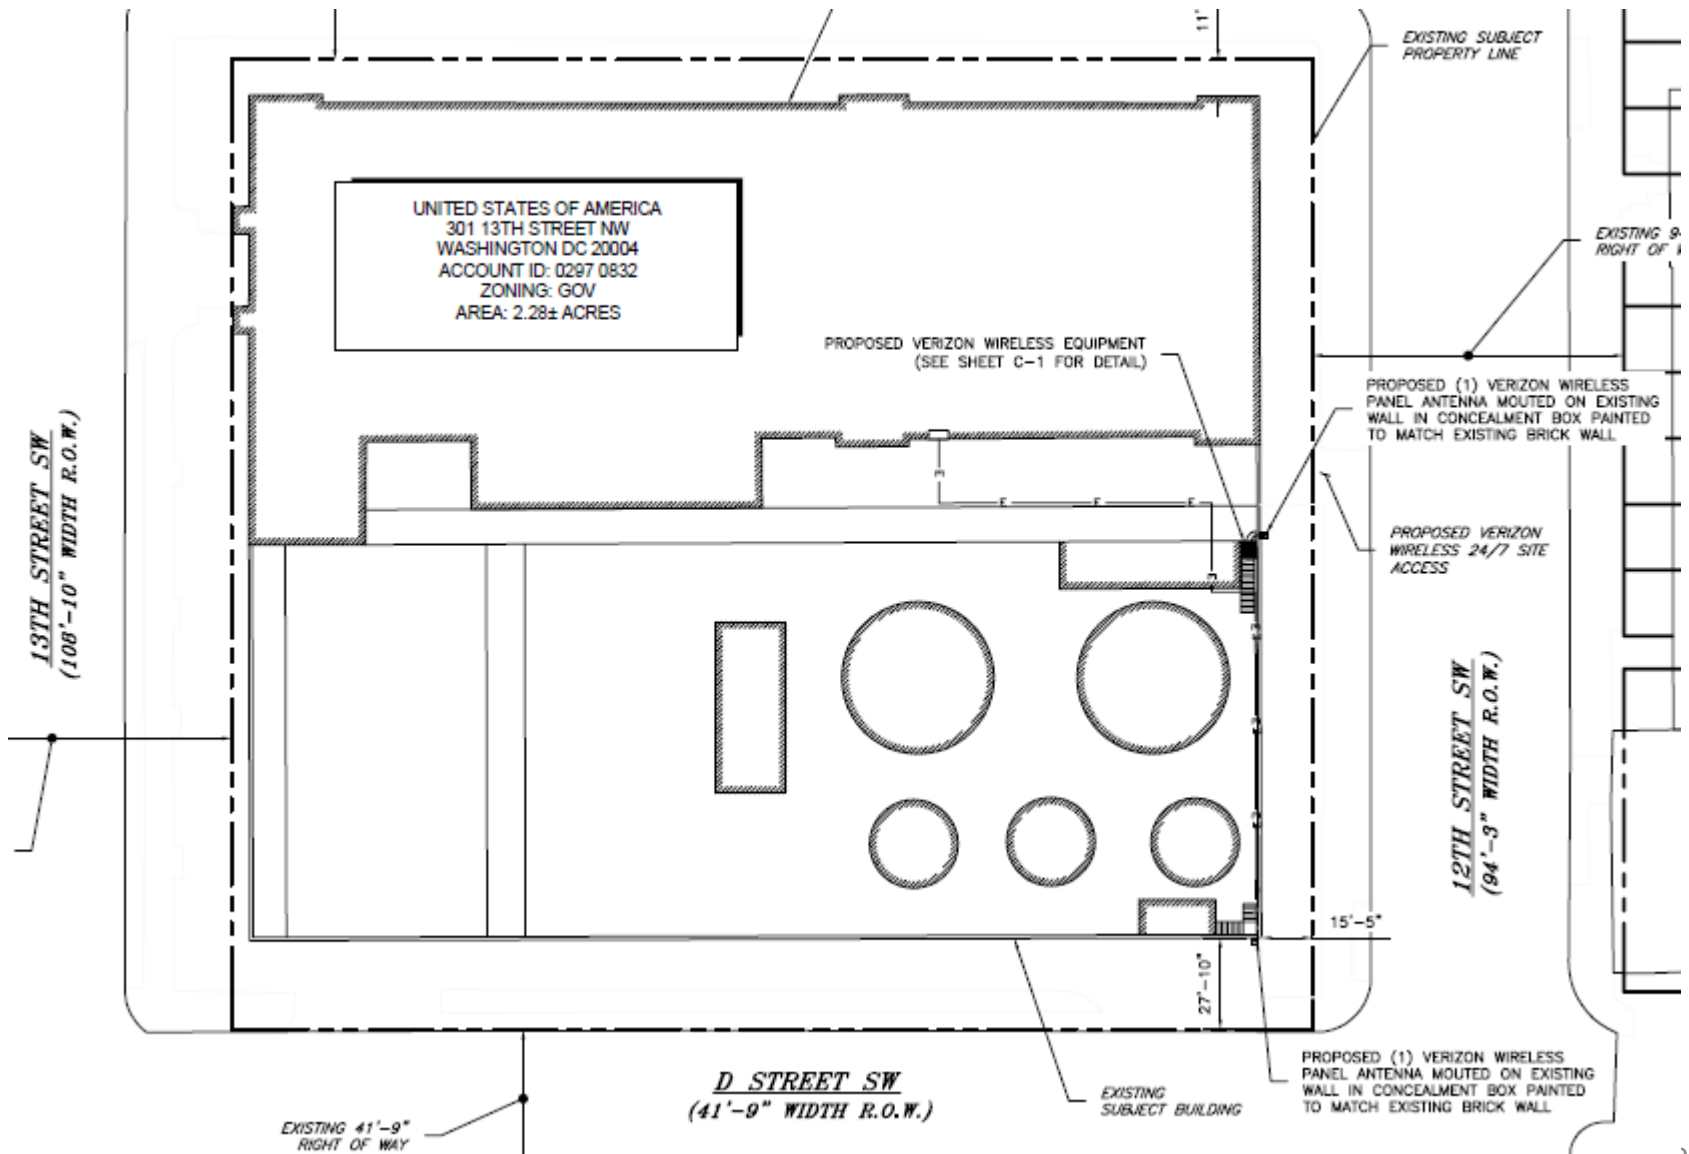 11'
EXISTING SUBJECT
PROPERTY LINE
UNITED STATES OF AMERICA
301 13TH STREET NW
WASHINGTON DC 20004
ACCOUNT ID: 0297 0832
ZONING: GOV
AREA: 2.28± ACRES
EXISTING 9
RIGHT OF
PROPOSED VERIZON WIRELESS EQUIPMENT
(SEE SHEET C-1 FOR DETAIL)
PROPOSED (1) VERIZON WIRELESS
PANEL ANTENNA MOUTED ON EXISTING
WALL IN CONCEALMENT BOX PAINTED
TO MATCH EXISTING BRICK WALL
13TH STREET SW
(108'-10" WIDTH R.O.W.)
E
E
E
E
E
PROPOSED VERIZON
WIRELESS 24/7 SITE
ACCESS
E
E
E
12TH STREET SW
(94'-3" WIDTH R.O.W.)
15'-5"
27'-10"
D STREET SW
(41'-9" WIDTH R.O.W.)
EXISTING 41'-9"
RIGHT OF WAY
EXISTING
SUBJECT BUILDING
PROPOSED (1) VERIZON WIRELESS
PANEL ANTENNA MOUTED ON EXISTING
WALL IN CONCEALMENT BOX PAINTED
TO MATCH EXISTING BRICK WALL